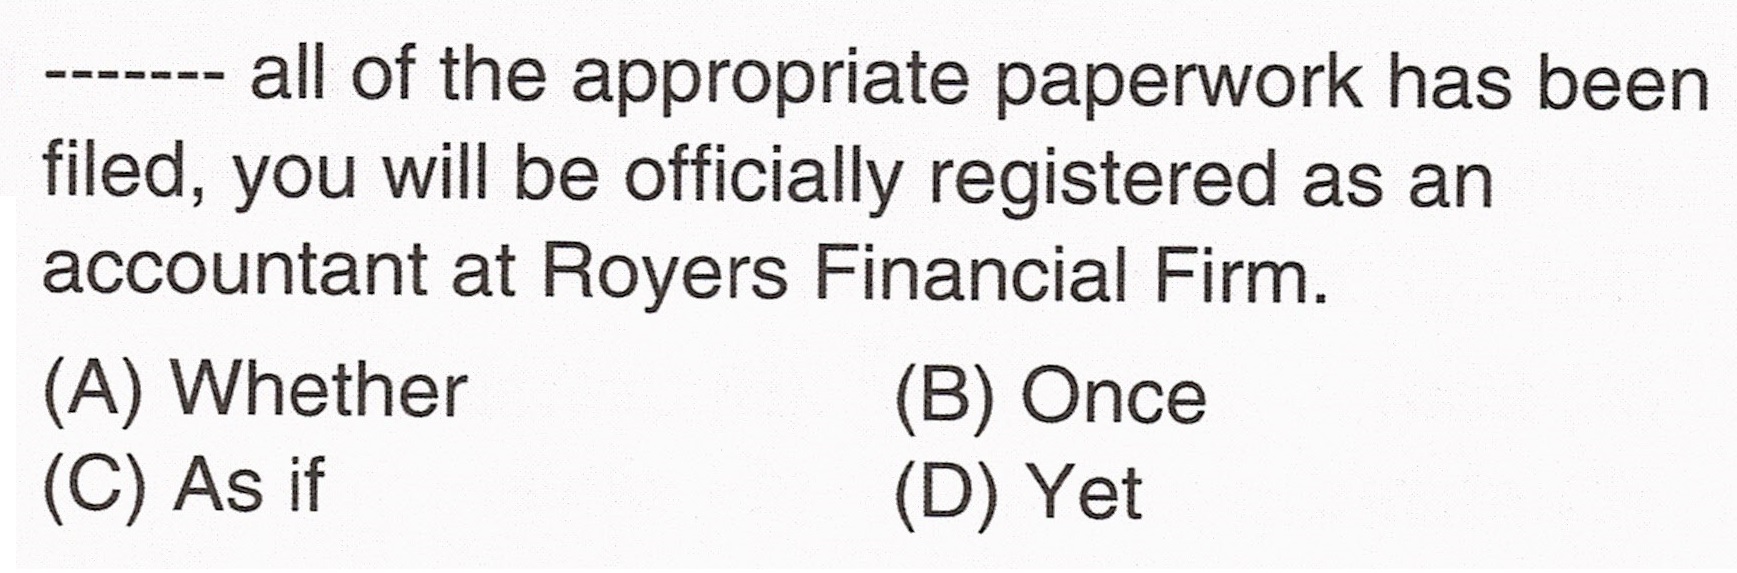 ------- all of the appropriate paperwork has been
filed, you will be officially registered as an
accountant at Royers Financial Firm.
(A) Whether (B) Once
(C) As if (D) Yet